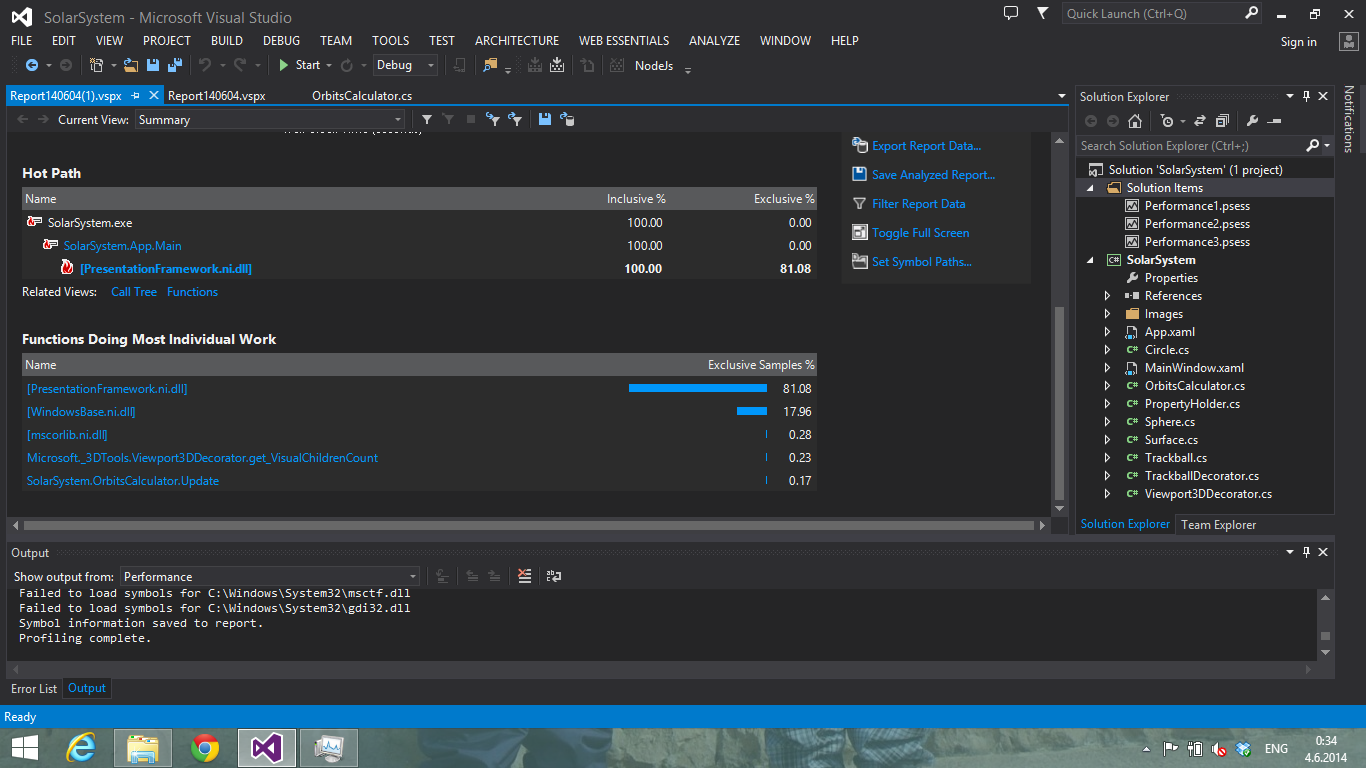 SolarSystem - Microsoft Visual Studio
Quick Launch (Ctrl+Q)
FILE EDIT VIEW PROJECT BUILD DEBUG TEAM TOOLS TEST ARCHITECTURE WEB ESSENTIALS ANALYZE WINDOW HELP
Sign in
Start Debug NodeJs
Report140604(1).vspx Report140604.vspx OrbitsCalculator.cs
Current View: Summary
Hot Path
Name Inclusive % Exclusive %
SolarSystem.exe 100.00 0.00
SolarSystem.App.Main 100.00 0.00
[PresentationFramework.ni.dll] 100.00 81.08
Related Views: Call Tree Functions
Functions Doing Most Individual Work
Name Exclusive Samples %
[PresentationFramework.ni.dll] 81.08
[WindowsBase.ni.dll] 17.96
[mscorlib.ni.dll] 0.28
Microsoft._3DTools.Viewport3DDecorator.get_VisualChildrenCount 0.23
SolarSystem.OrbitsCalculator.Update 0.17
Export Report Data...
Save Analyzed Report...
Filter Report Data
Toggle Full Screen
Set Symbol Paths...
Solution Explorer
Search Solution Explorer (Ctrl+;)
Solution 'SolarSystem' (1 project)
Solution Items
Performance1.psess
Performance2.psess
Performance3.psess
SolarSystem
Properties
References
Images
App.xaml
Circle.cs
MainWindow.xaml
OrbitsCalculator.cs
PropertyHolder.cs
Sphere.cs
Surface.cs
Trackball.cs
TrackballDecorator.cs
Viewport3DDecorator.cs
Solution Explorer Team Explorer
Notifications
Output
Show output from: Performance
Failed to load symbols for C:\Windows\System32\msctf.dll
Failed to load symbols for C:\Windows\System32\gdi32.dll
Symbol information saved to report.
Profiling complete.
Error List Output
Ready
ENG
0:34
4.6.2014